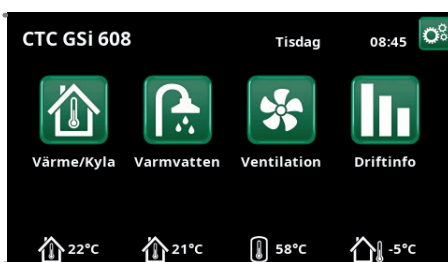 CTC GSi 608 Tisdag 08:45
Värme/Kyla Varmvatten Ventilation Driftinfo
22°C 21°C 58°C -5°C